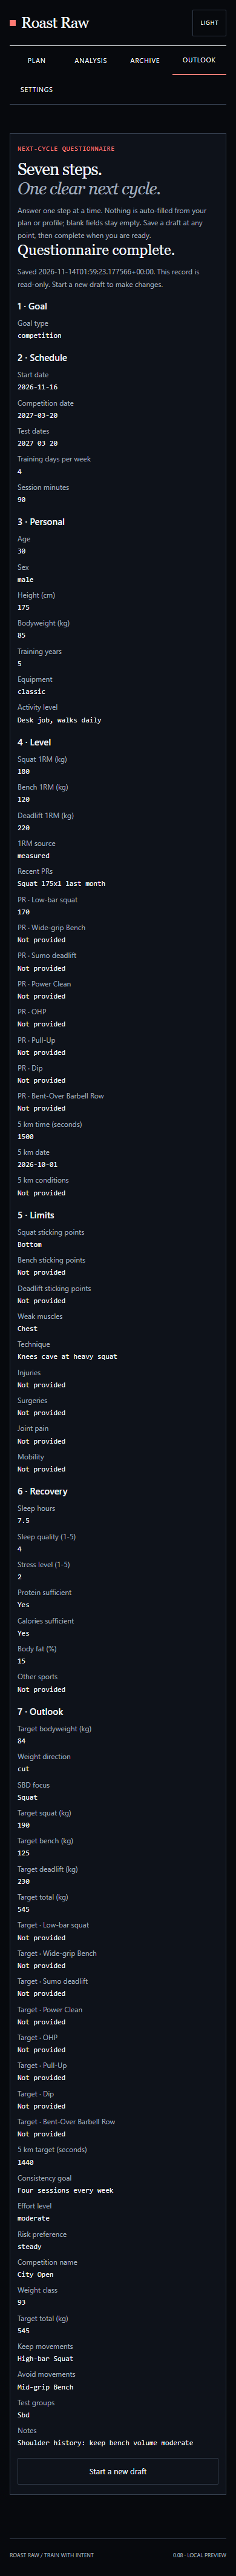 Roast Raw
LIGHT
PLAN
ANALYSIS
ARCHIVE
OUTLOOK
SETTINGS
NEXT-CYCLE QUESTIONNAIRE
Seven steps.
One clear next cycle.
Answer one step at a time. Nothing is auto-filled from your
plan or profile; blank fields stay empty. Save a draft at any
point, then complete when you are ready.
Questionnaire complete.
Saved 2026-11-14T01:59:23.177566+00:00. This record is
read-only. Start a new draft to make changes.
1 · Goal
Goal type
competition
2 · Schedule
Start date
2026-11-16
Competition date
2027-03-20
Test dates
2027 03 20
Training days per week
4
Session minutes
90
3 · Personal
Age
30
Sex
male
Height (cm)
175
Bodyweight (kg)
85
Training years
5
Equipment
classic
Activity level
Desk job, walks daily
4 · Level
Squat 1RM (kg)
180
Bench 1RM (kg)
120
Deadlift 1RM (kg)
220
1RM source
measured
Recent PRs
Squat 175x1 last month
PR · Low-bar squat
170
PR · Wide-grip Bench
Not provided
PR · Sumo deadlift
Not provided
PR · Power Clean
Not provided
PR · OHP
Not provided
PR · Pull-Up
Not provided
PR · Dip
Not provided
PR · Bent-Over Barbell Row
Not provided
5 km time (seconds)
1500
5 km date
2026-10-01
5 km conditions
Not provided
5 · Limits
Squat sticking points
Bottom
Bench sticking points
Not provided
Deadlift sticking points
Not provided
Weak muscles
Chest
Technique
Knees cave at heavy squat
Injuries
Not provided
Surgeries
Not provided
Joint pain
Not provided
Mobility
Not provided
6 · Recovery
Sleep hours
7.5
Sleep quality (1-5)
4
Stress level (1-5)
2
Protein sufficient
Yes
Calories sufficient
Yes
Body fat (%)
15
Other sports
Not provided
7 · Outlook
Target bodyweight (kg)
84
Weight direction
cut
SBD focus
Squat
Target squat (kg)
190
Target bench (kg)
125
Target deadlift (kg)
230
Target total (kg)
545
Target · Low-bar squat
Not provided
Target · Wide-grip Bench
Not provided
Target · Sumo deadlift
Not provided
Target · Power Clean
Not provided
Target · OHP
Not provided
Target · Pull-Up
Not provided
Target · Dip
Not provided
Target · Bent-Over Barbell Row
Not provided
5 km target (seconds)
1440
Consistency goal
Four sessions every week
Effort level
moderate
Risk preference
steady
Competition name
City Open
Weight class
93
Target total (kg)
545
Keep movements
High-bar Squat
Avoid movements
Mid-grip Bench
Test groups
Sbd
Notes
Shoulder history: keep bench volume moderate
Start a new draft
ROAST RAW / TRAIN WITH INTENT
0.08 · LOCAL PREVIEW